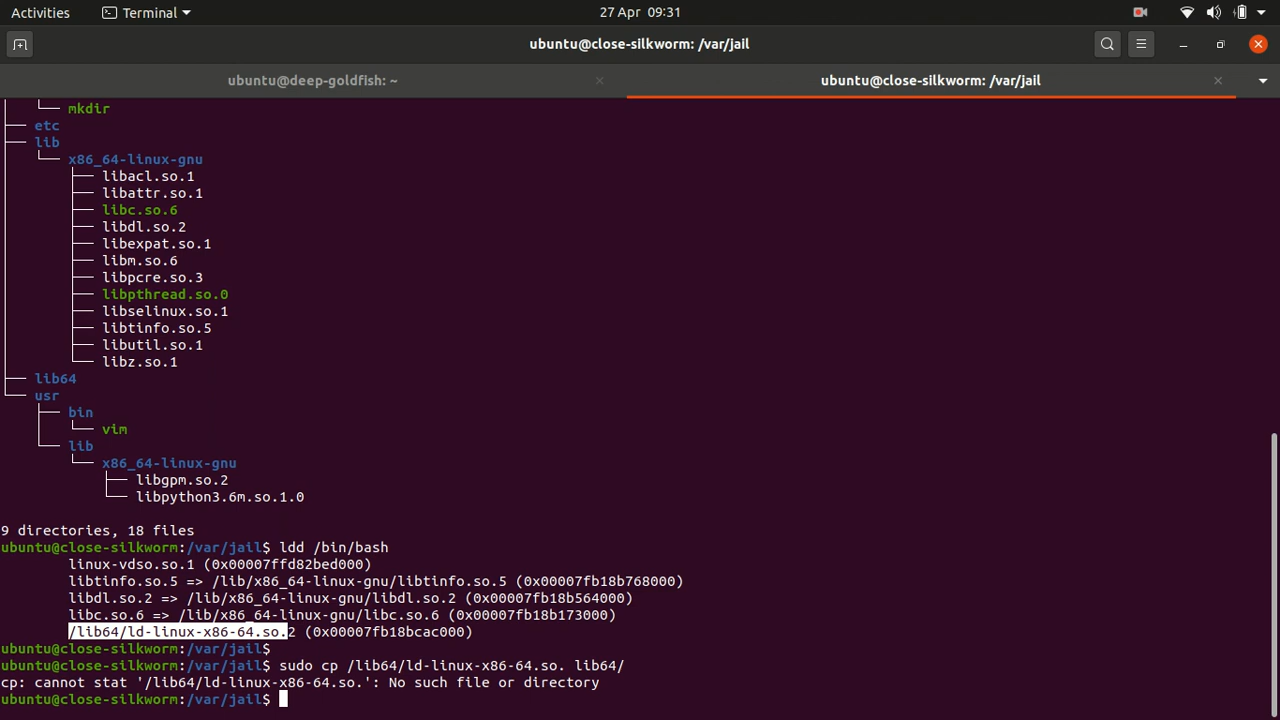 Activities Terminal 27 Apr 09:31
ubuntu@close-silkworm: /var/jail
ubuntu@deep-goldfish: ~ × ubuntu@close-silkworm: /var/jail ×
│   └── mkdir
├── etc
├── lib
│   └── x86_64-linux-gnu
│       ├── libacl.so.1
│       ├── libattr.so.1
│       ├── libc.so.6
│       ├── libdl.so.2
│       ├── libexpat.so.1
│       ├── libm.so.6
│       ├── libpcre.so.3
│       ├── libpthread.so.0
│       ├── libselinux.so.1
│       ├── libtinfo.so.5
│       ├── libutil.so.1
│       └── libz.so.1
├── lib64
└── usr
    ├── bin
    │   └── vim
    └── lib
        └── x86_64-linux-gnu
            ├── libgpm.so.2
            └── libpython3.6m.so.1.0
9 directories, 18 files
ubuntu@close-silkworm:/var/jail$ ldd /bin/bash
linux-vdso.so.1 (0x00007ffd82bed000)
libtinfo.so.5 => /lib/x86_64-linux-gnu/libtinfo.so.5 (0x00007fb18b768000)
libdl.so.2 => /lib/x86_64-linux-gnu/libdl.so.2 (0x00007fb18b564000)
libc.so.6 => /lib/x86_64-linux-gnu/libc.so.6 (0x00007fb18b173000)
/lib64/ld-linux-x86-64.so.2 (0x00007fb18bcac000)
ubuntu@close-silkworm:/var/jail$
ubuntu@close-silkworm:/var/jail$ sudo cp /lib64/ld-linux-x86-64.so. lib64/
cp: cannot stat '/lib64/ld-linux-x86-64.so.': No such file or directory
ubuntu@close-silkworm:/var/jail$